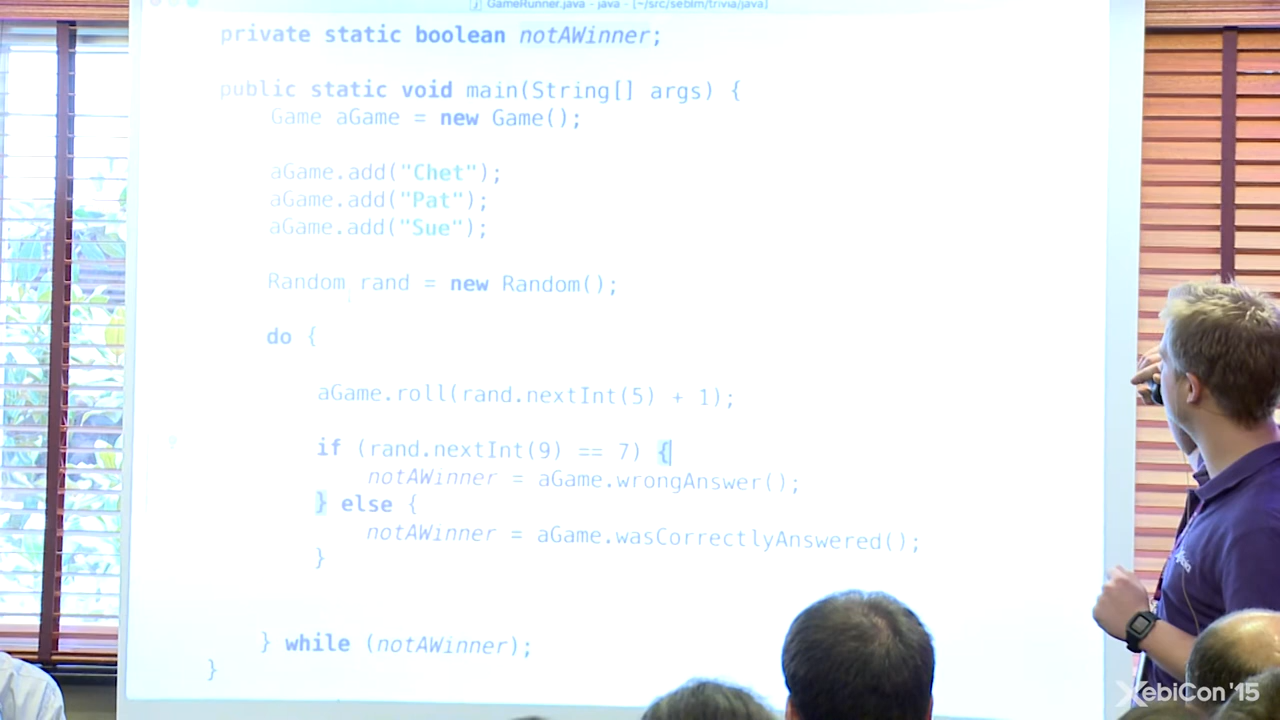 GameRunner.java - java - [~/src/seblm/trivia/java]
private static boolean notAWinner;
public static void main(String[] args) {
Game aGame = new Game();
aGame.add("Chet");
aGame.add("Pat");
aGame.add("Sue");
Random rand = new Random();
do {
aGame.roll(rand.nextInt(5) + 1);
if (rand.nextInt(9) == 7) {
notAWinner = aGame.wrongAnswer();
} else {
notAWinner = aGame.wasCorrectlyAnswered();
}
} while (notAWinner);
}
XebiCon'15